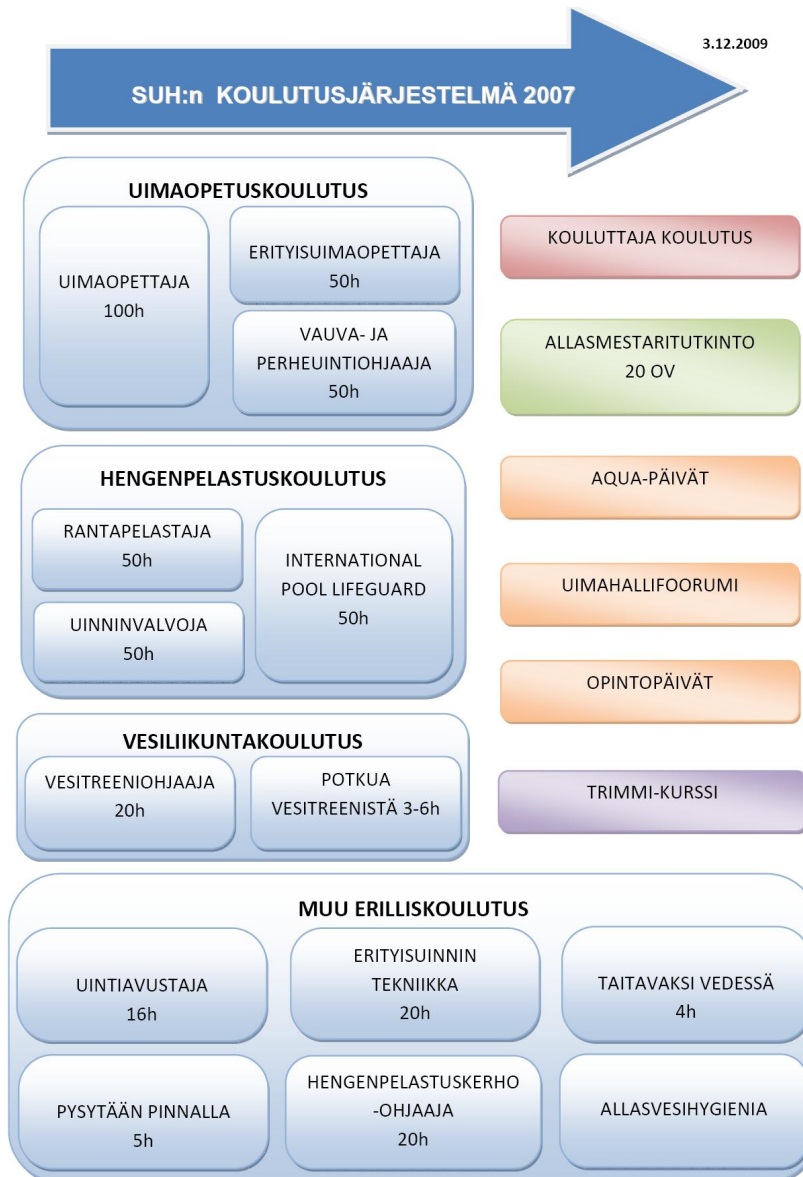 3.12.2009
SUH:n KOULUTUSJÄRJESTELMÄ 2007
UIMAOPETUSKOULUTUS
UIMAOPETTAJA
100h
ERITYISUIMAOPETTAJA
50h
VAUVA- JA
PERHEUINTIOHJAAJA
50h
KOULUTTAJA KOULUTUS
ALLASMESTARITUTKINTO
20 OV
HENGENPELASTUSKOULUTUS
RANTAPELASTAJA
50h
UINNINVALVOJA
50h
INTERNATIONAL
POOL LIFEGUARD
50h
AQUA-PÄIVÄT
UIMAHALLIFOORUMI
OPINTOPÄIVÄT
VESILIIKUNTAKOULUTUS
VESITREENIOHJAAJA
20h
POTKUA
VESITREENISTÄ 3-6h
TRIMMI-KURSSI
MUU ERILLISKOULUTUS
UINTIAVUSTAJA
16h
ERITYISUINNIN
TEKNIIKKA
20h
TAITAVAKSI VEDESSÄ
4h
PYSYTÄÄN PINNALLA
5h
HENGENPELASTUSKERHO
-OHJAAJA
20h
ALLASVESIHYGIENIA